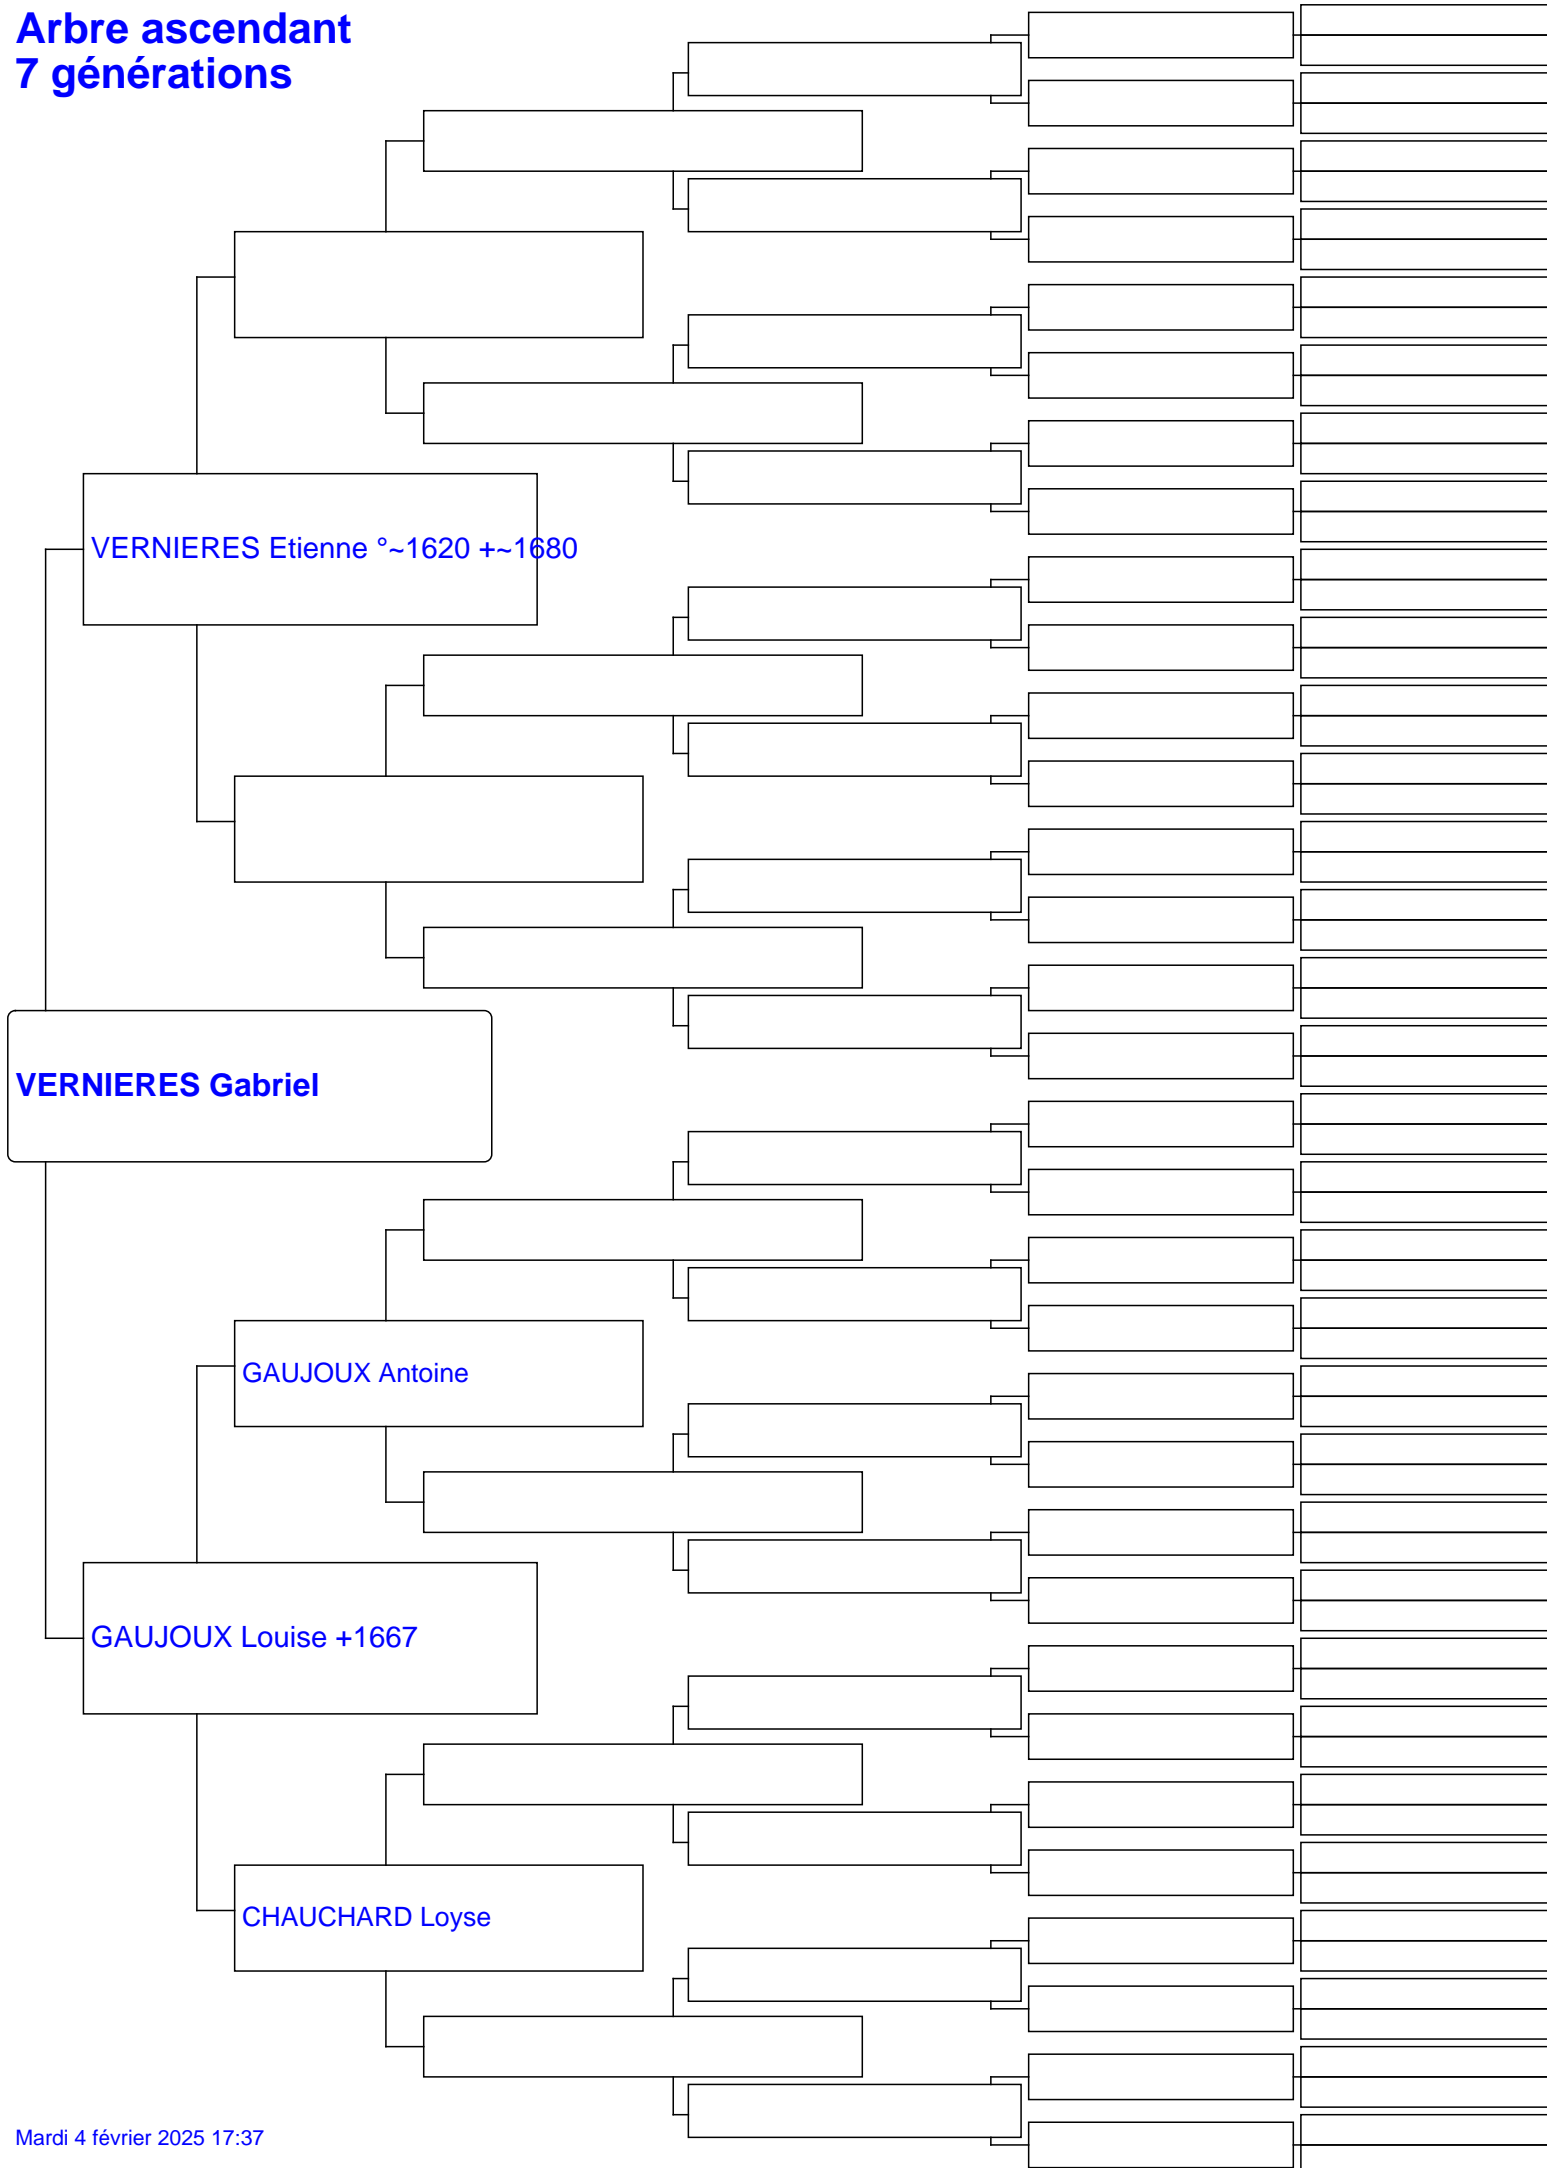 Arbre ascendant
7 générations
VERNIERES Etienne °~1620 +~1680
VERNIERES Gabriel
GAUJOUX Antoine
GAUJOUX Louise +1667
CHAUCHARD Loyse
Mardi 4 février 2025 17:37